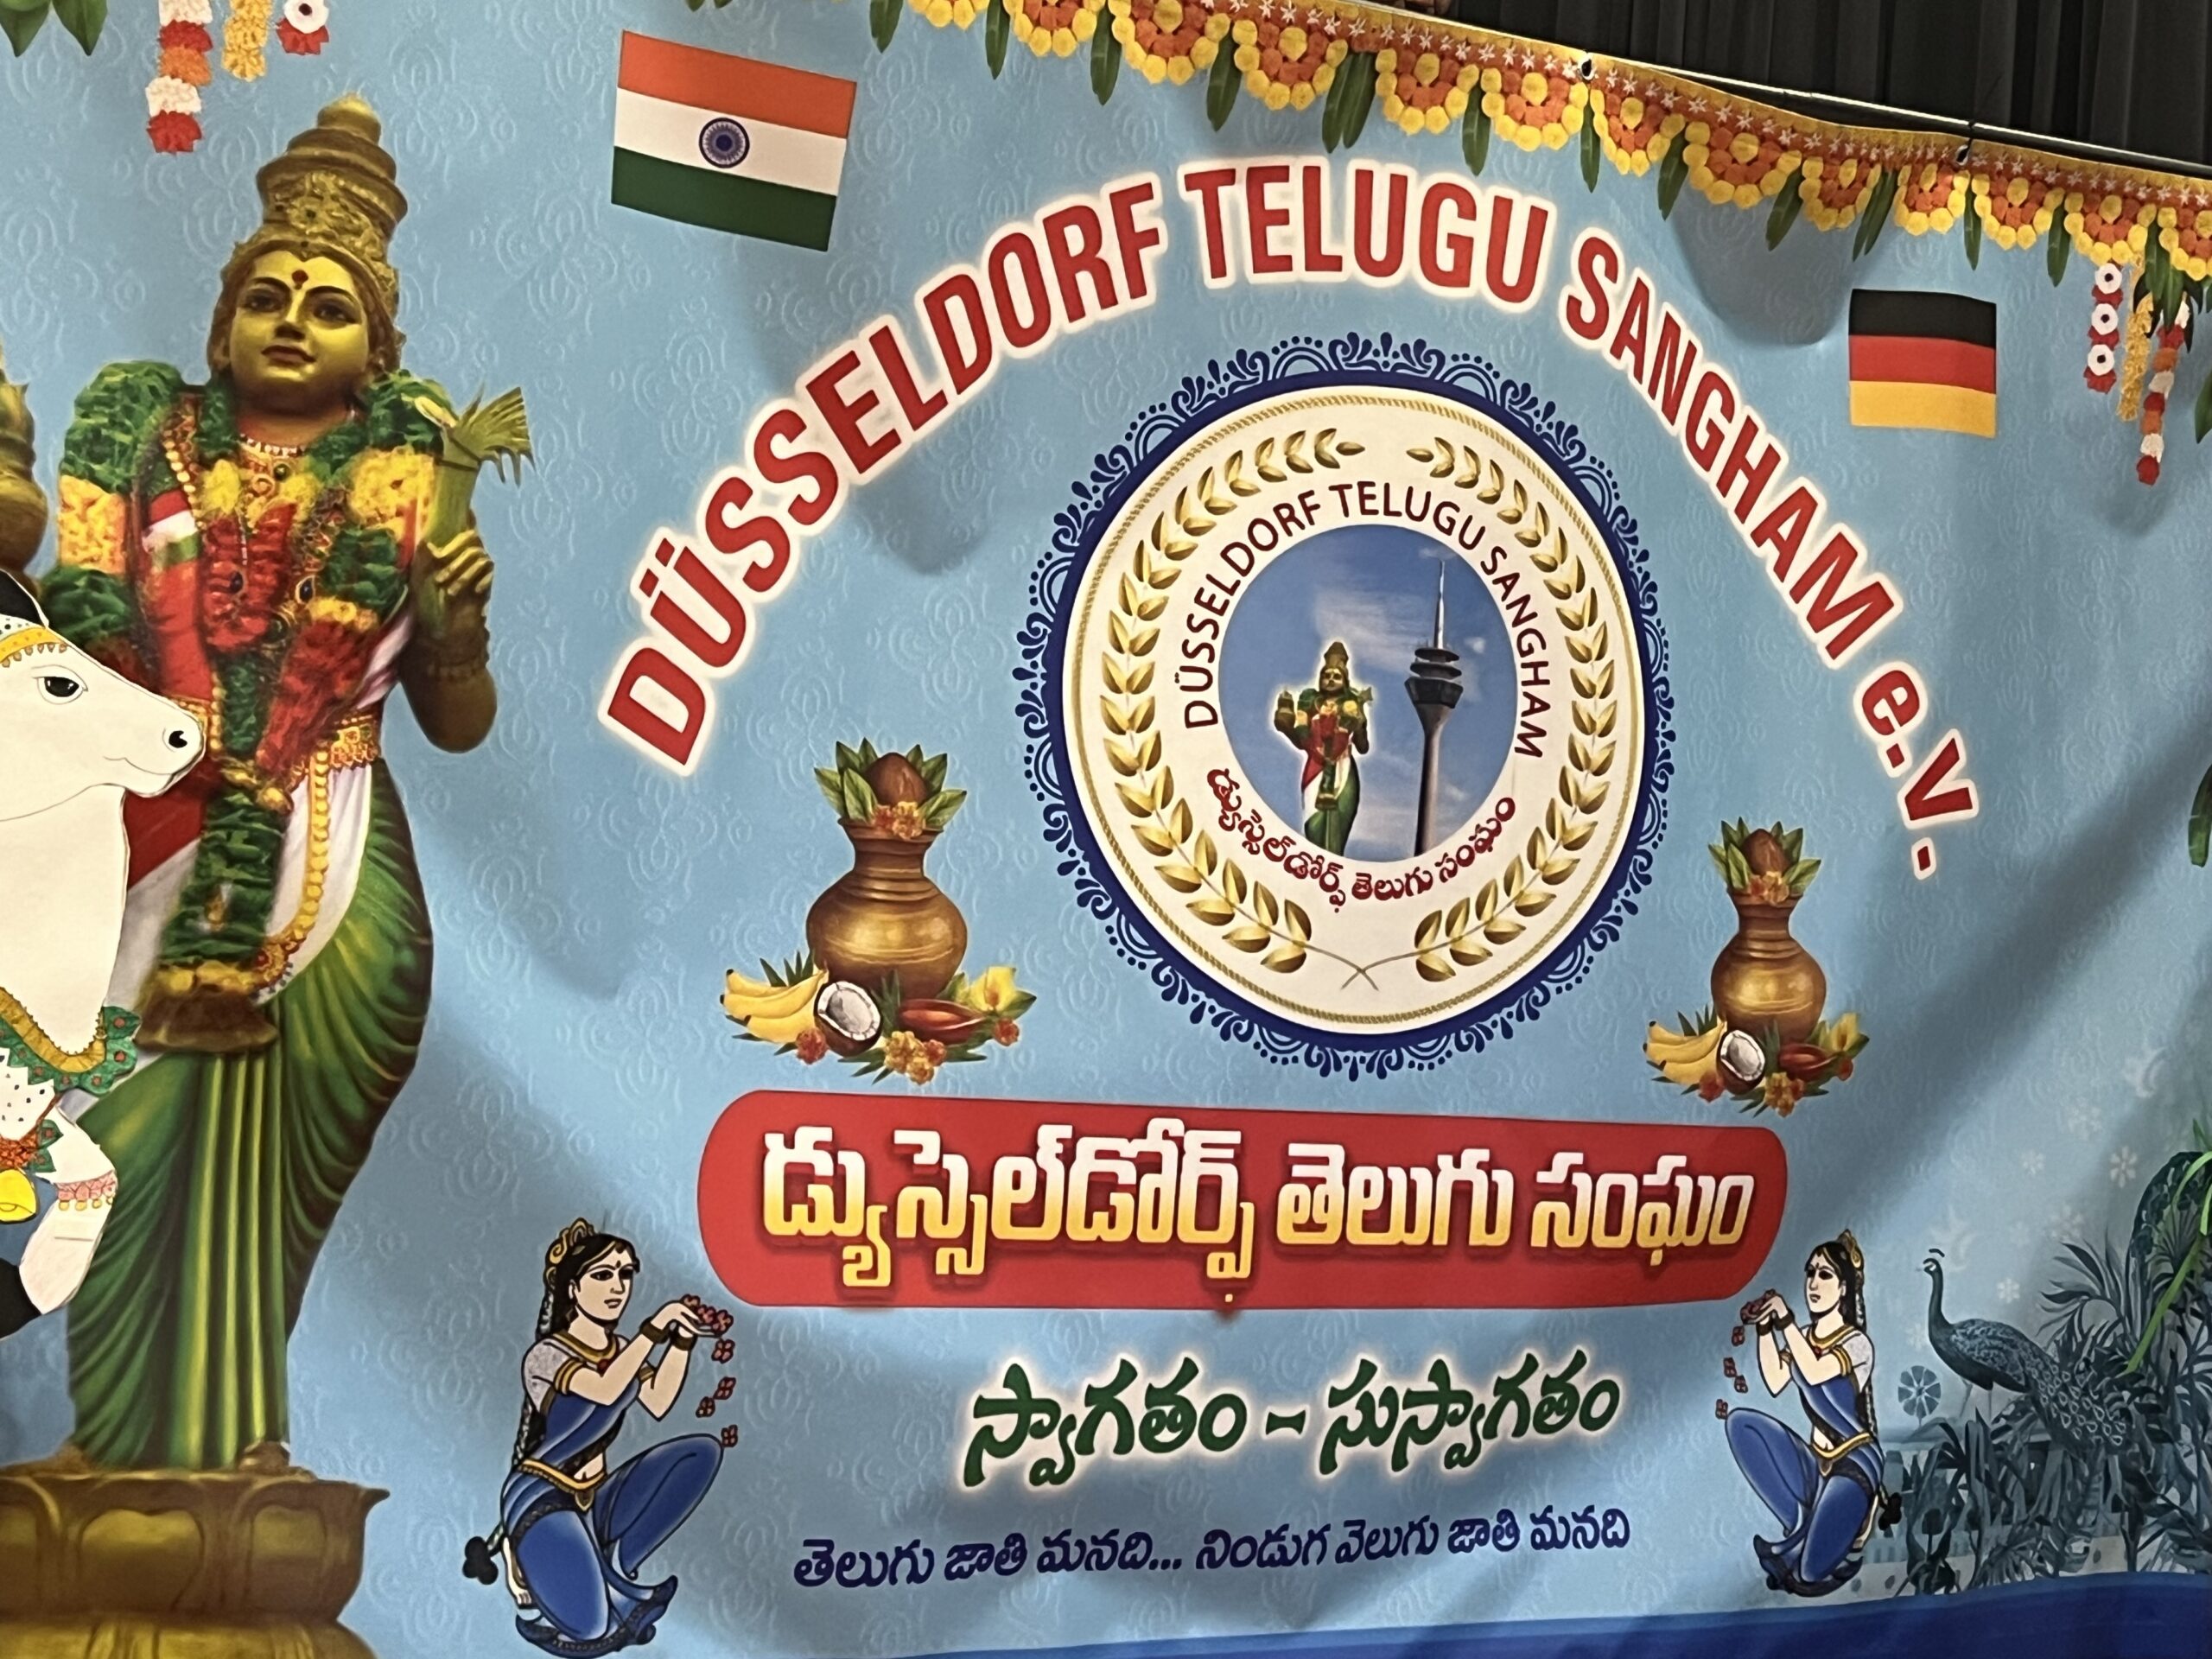 DÜSSELDORF TELUGU SANGHAM e.V.
DÜSSELDORF TELUGU SANGHAM
డ్యుస్సెల్‌డోర్ఫ్ తెలుగు సంఘం
డ్యుస్సెల్‌డోర్ఫ్ తెలుగు సంఘం
స్వాగతం - సుస్వాగతం
తెలుగు జాతి మనది... నిండుగ వెలుగు జాతి మనది